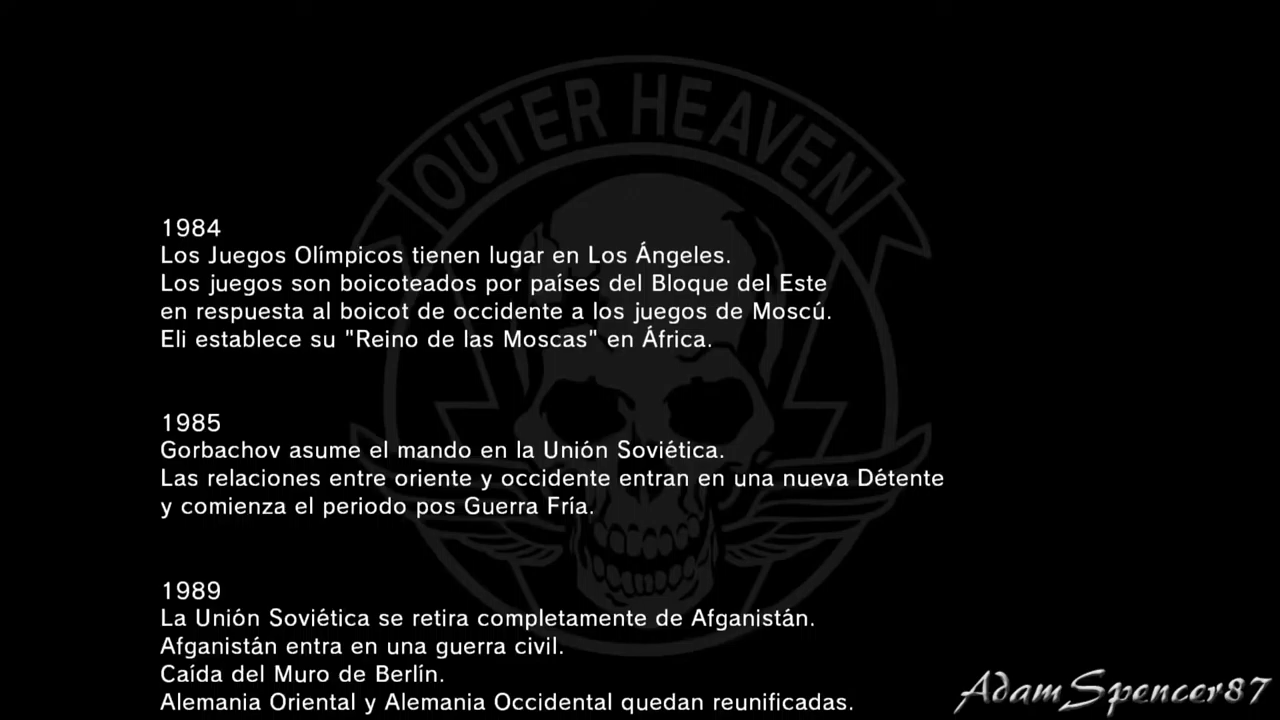 OUTER HEAVEN
1984
Los Juegos Olímpicos tienen lugar en Los Ángeles.
Los juegos son boicoteados por países del Bloque del Este
en respuesta al boicot de occidente a los juegos de Moscú.
Eli establece su "Reino de las Moscas" en África.
1985
Gorbachov asume el mando en la Unión Soviética.
Las relaciones entre oriente y occidente entran en una nueva Détente
y comienza el periodo pos Guerra Fría.
1989
La Unión Soviética se retira completamente de Afganistán.
Afganistán entra en una guerra civil.
Caída del Muro de Berlín.
Alemania Oriental y Alemania Occidental quedan reunificadas.
AdamSpencer87